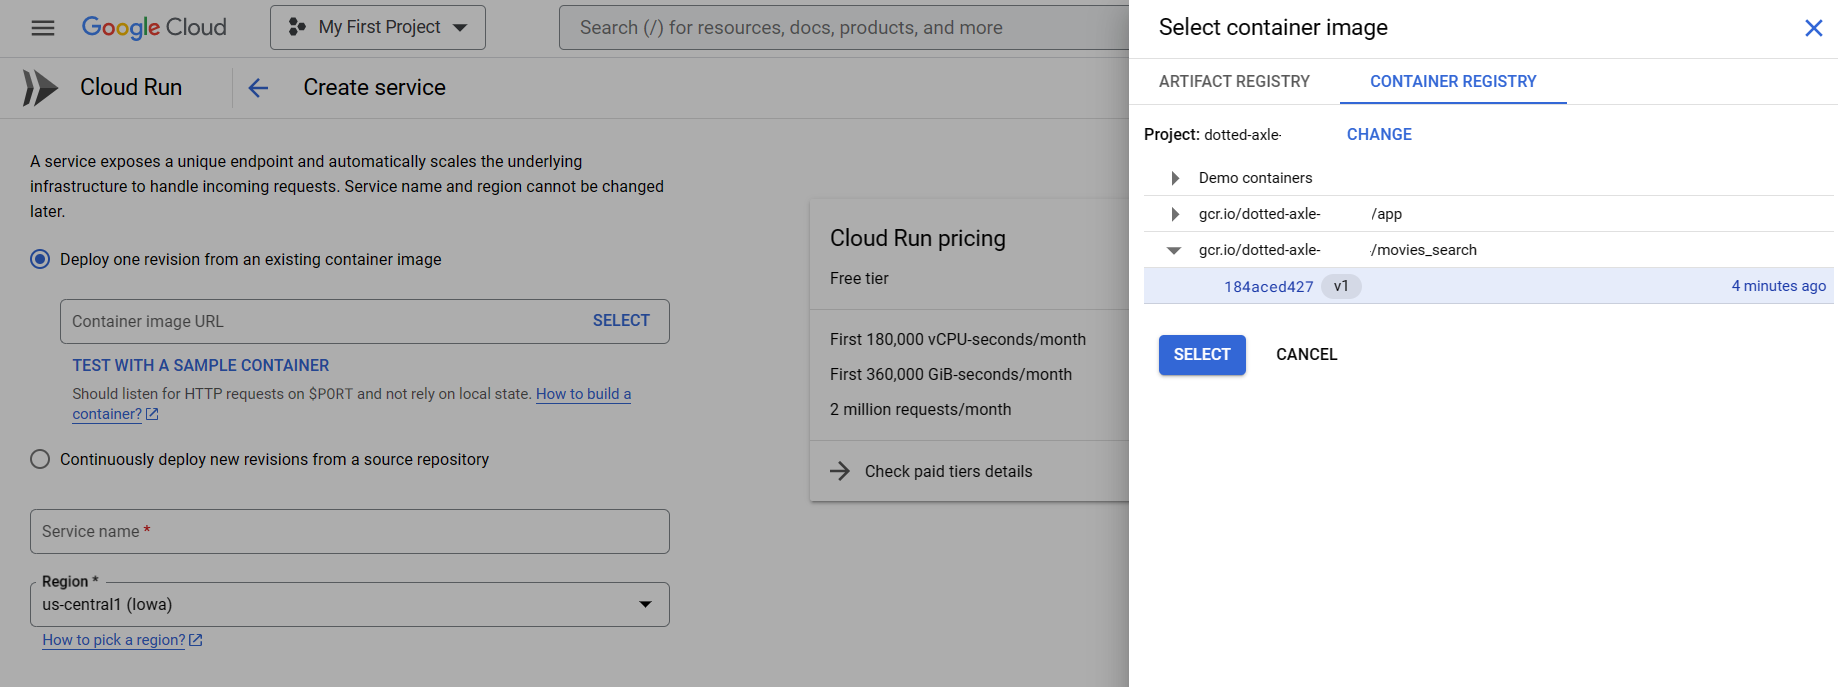 Google Cloud
My First Project
Search (/) for resources, docs, products, and more
Cloud Run
Create service
A service exposes a unique endpoint and automatically scales the underlying
infrastructure to handle incoming requests. Service name and region cannot be changed
later.
Deploy one revision from an existing container image
Container image URL
SELECT
TEST WITH A SAMPLE CONTAINER
Should listen for HTTP requests on $PORT and not rely on local state. How to build a
container?
Continuously deploy new revisions from a source repository
Service name *
Region *
us-central1 (Iowa)
How to pick a region?
Cloud Run pricing
Free tier
First 180,000 vCPU-seconds/month
First 360,000 GiB-seconds/month
2 million requests/month
Check paid tiers details
Select container image
ARTIFACT REGISTRY
CONTAINER REGISTRY
Project: dotted-axle-
CHANGE
Demo containers
gcr.io/dotted-axle- /app
gcr.io/dotted-axle- /movies_search
184aced427 v1 4 minutes ago
SELECT
CANCEL